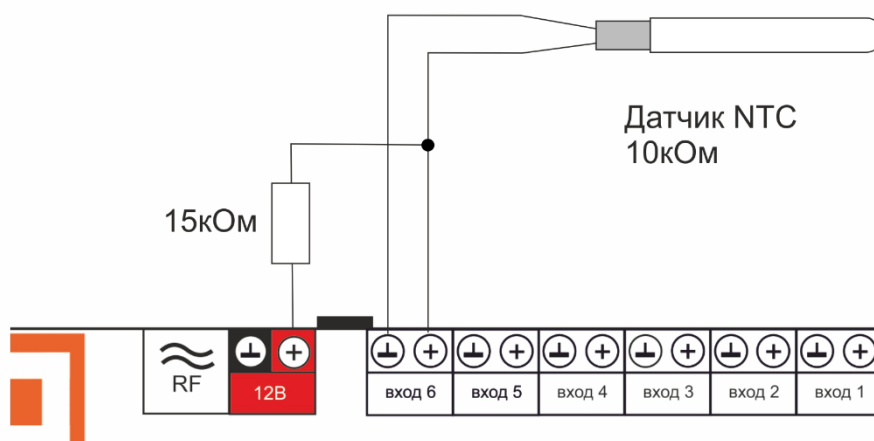 Датчик NTC
10кОм
15кОм
RF
12В
вход 6
вход 5
вход 4
вход 3
вход 2
вход 1